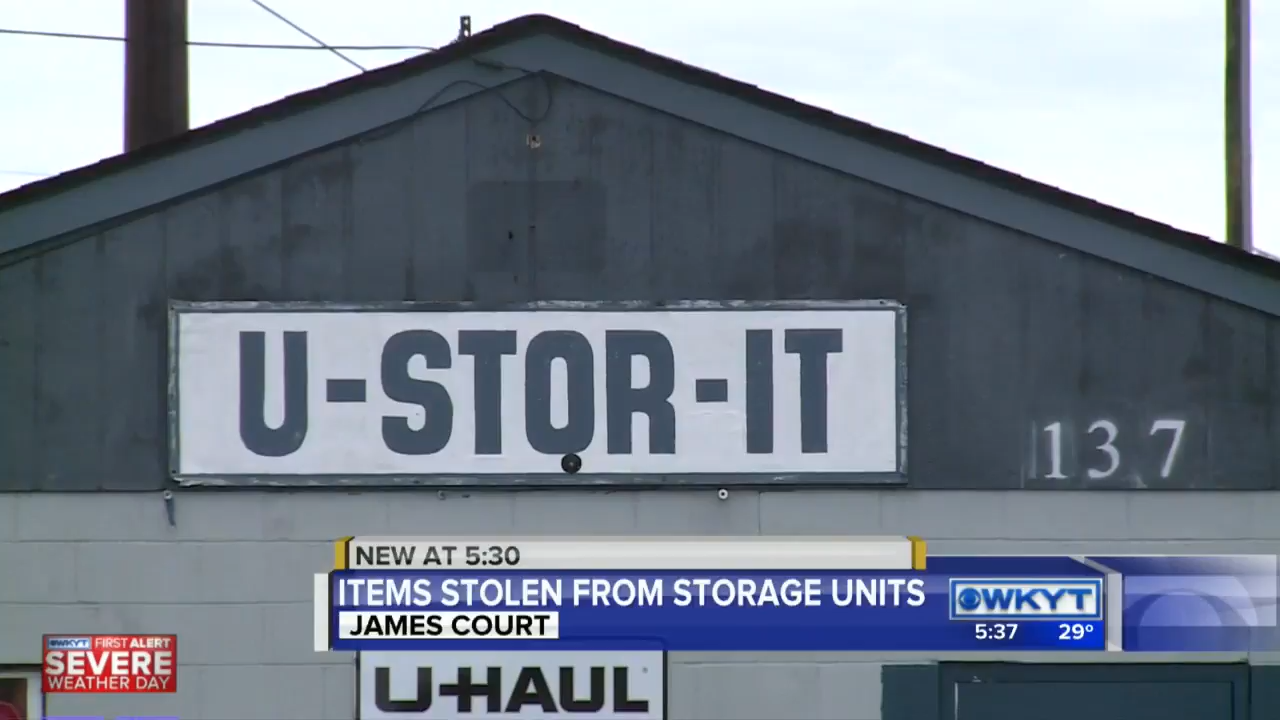 U-STOR-IT
137
NEW AT 5:30
ITEMS STOLEN FROM STORAGE UNITS
JAMES COURT
WKYT
5:37 29°
WKYT FIRST ALERT
SEVERE
WEATHER DAY
U-HAUL